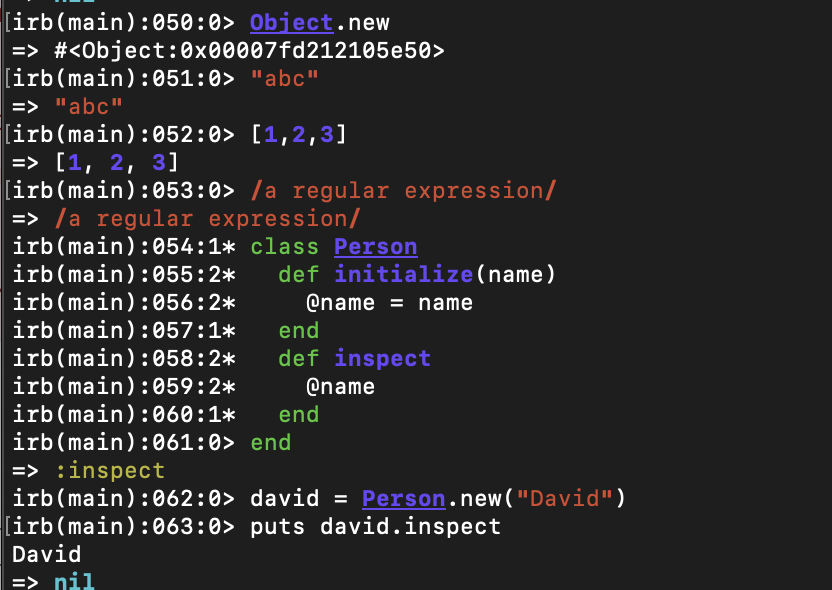 irb(main):050:0> Object.new
=> #<Object:0x00007fd212105e50>
irb(main):051:0> "abc"
=> "abc"
irb(main):052:0> [1,2,3]
=> [1, 2, 3]
irb(main):053:0> /a regular expression/
=> /a regular expression/
irb(main):054:1* class Person
irb(main):055:2*   def initialize(name)
irb(main):056:2*     @name = name
irb(main):057:1*   end
irb(main):058:2*   def inspect
irb(main):059:2*     @name
irb(main):060:1*   end
irb(main):061:0> end
=> :inspect
irb(main):062:0> david = Person.new("David")
irb(main):063:0> puts david.inspect
David
=> nil